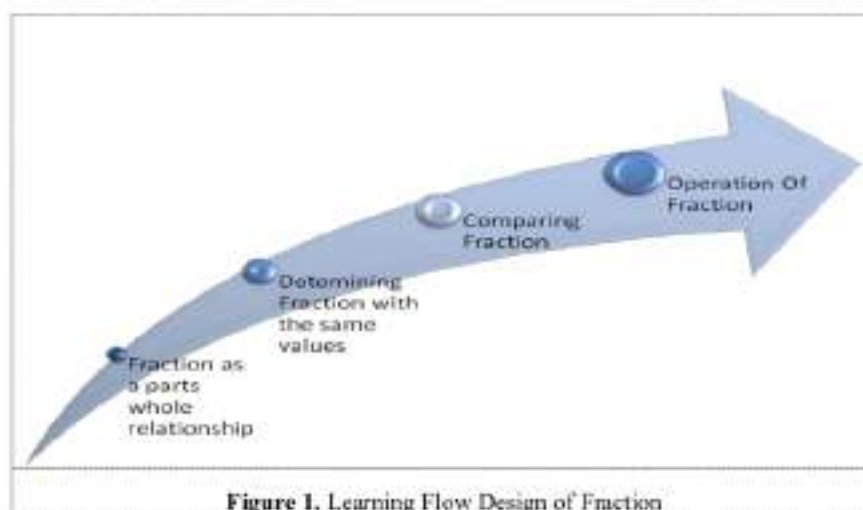 Fraction as
a parts
whole
relationship
Detomining
Fraction with
the same
values
Comparing
Fraction
Operation Of
Fraction
Figure 1. Learning Flow Design of Fraction